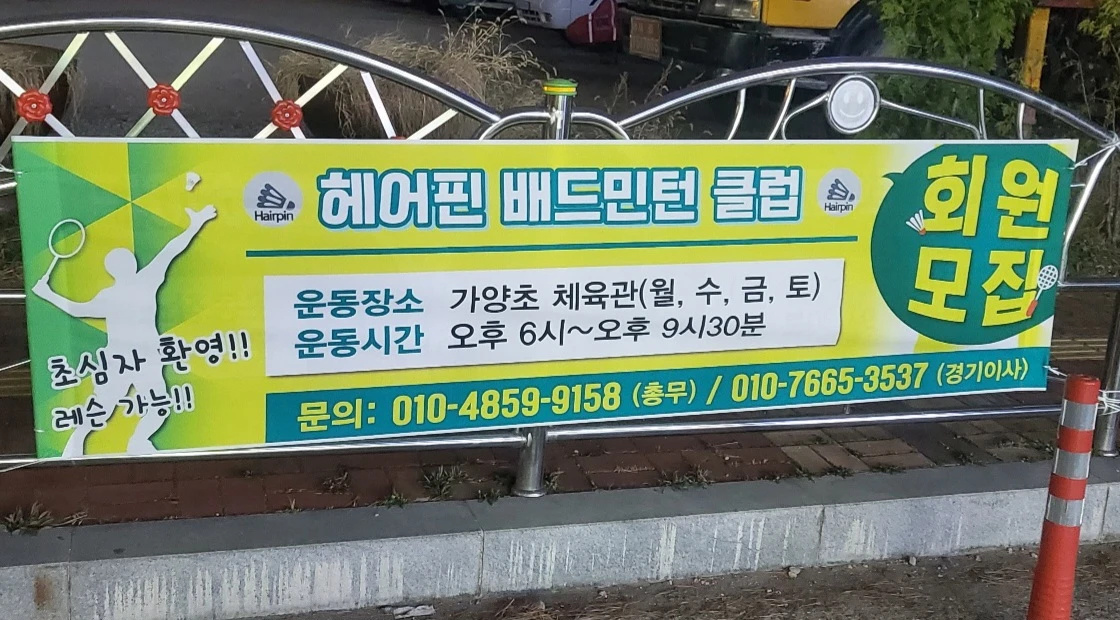 Hairpin
헤어핀 배드민턴 클럽
Hairpin
회원
모집
운동장소 가양초 체육관(월, 수, 금, 토)
운동시간 오후 6시~오후 9시30분
초심자 환영!!
레슨 가능!!
문의: 010-4859-9158 (총무) / 010-7665-3537 (경기이사)